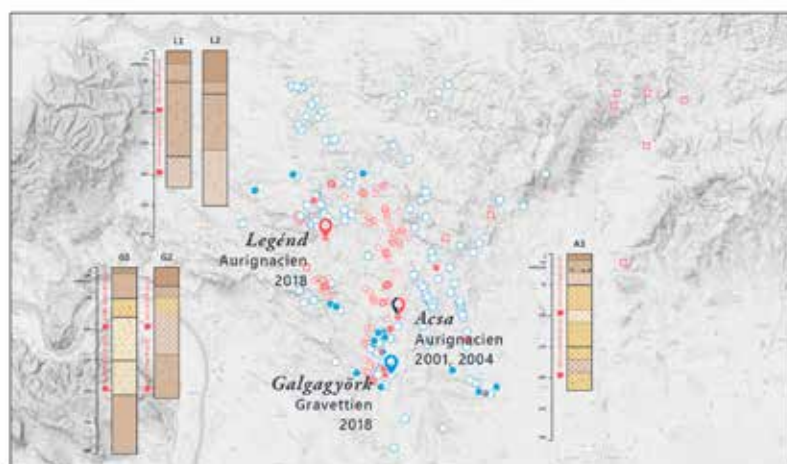 L1 L2
Legénd
Aurignacien
2018
G1 G2
A1
Acsa
Aurignacien
2001, 2004
Galgagyörk
Gravettien
2018